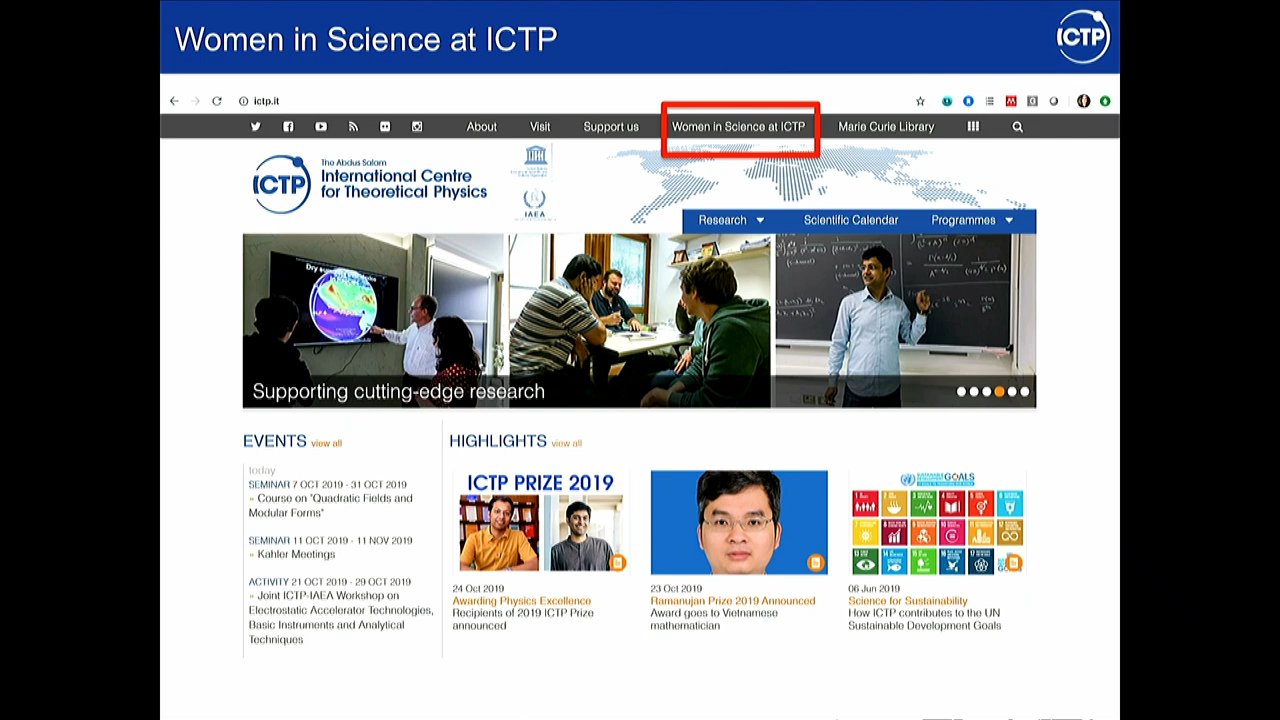 Women in Science at ICTP
ICTP
ictp.it
About Visit Support us Women in Science at ICTP Marie Curie Library
ICTP
The Abdus Salam
International Centre
for Theoretical Physics
IAEA
Research Scientific Calendar Programmes
Dry su
Supporting cutting-edge research
EVENTS view all
today
SEMINAR 7 OCT 2019 - 31 OCT 2019
» Course on "Quadratic Fields and
Modular Forms"
SEMINAR 11 OCT 2019 - 11 NOV 2019
» Kahler Meetings
ACTIVITY 21 OCT 2019 - 29 OCT 2019
» Joint ICTP-IAEA Workshop on
Electrostatic Accelerator Technologies,
Basic Instruments and Analytical
Techniques
HIGHLIGHTS view all
ICTP PRIZE 2019
24 Oct 2019
Awarding Physics Excellence
Recipients of 2019 ICTP Prize
announced
23 Oct 2019
Ramanujan Prize 2019 Announced
Award goes to Vietnamese
mathematician
GOALS
06 Jun 2019
Science for Sustainability
How ICTP contributes to the UN
Sustainable Development Goals